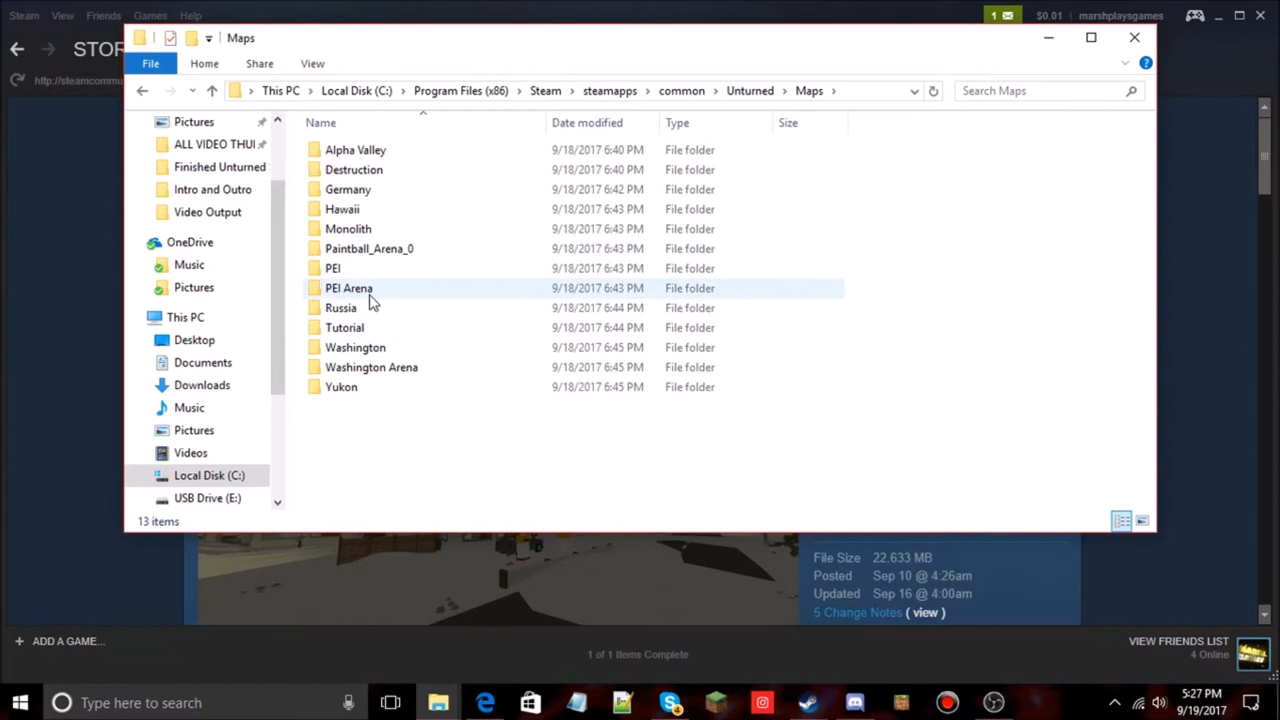 Steam View Friends Games Help
1 $0.01 marshplaysgames
Maps
STOR
File Home Share View
http://steamcommu
This PC Local Disk (C:) Program Files (x86) Steam steamapps common Unturned Maps
Search Maps
Name Date modified Type Size
Pictures
ALL VIDEO THUI
Finished Unturned
Intro and Outro
Video Output
OneDrive
Music
Pictures
This PC
Desktop
Documents
Downloads
Music
Pictures
Videos
Local Disk (C:)
USB Drive (E:)
Alpha Valley 9/18/2017 6:40 PM File folder
Destruction 9/18/2017 6:40 PM File folder
Germany 9/18/2017 6:42 PM File folder
Hawaii 9/18/2017 6:43 PM File folder
Monolith 9/18/2017 6:43 PM File folder
Paintball_Arena_0 9/18/2017 6:43 PM File folder
PEI 9/18/2017 6:43 PM File folder
PEI Arena 9/18/2017 6:43 PM File folder
Russia 9/18/2017 6:44 PM File folder
Tutorial 9/18/2017 6:44 PM File folder
Washington 9/18/2017 6:45 PM File folder
Washington Arena 9/18/2017 6:45 PM File folder
Yukon 9/18/2017 6:45 PM File folder
13 items
File Size 22.633 MB
Posted Sep 10 @ 4:26am
Updated Sep 16 @ 4:00am
5 Change Notes ( view )
+ ADD A GAME...
1 of 1 Items Complete
VIEW FRIENDS LIST
4 Online
Type here to search
5:27 PM
9/19/2017